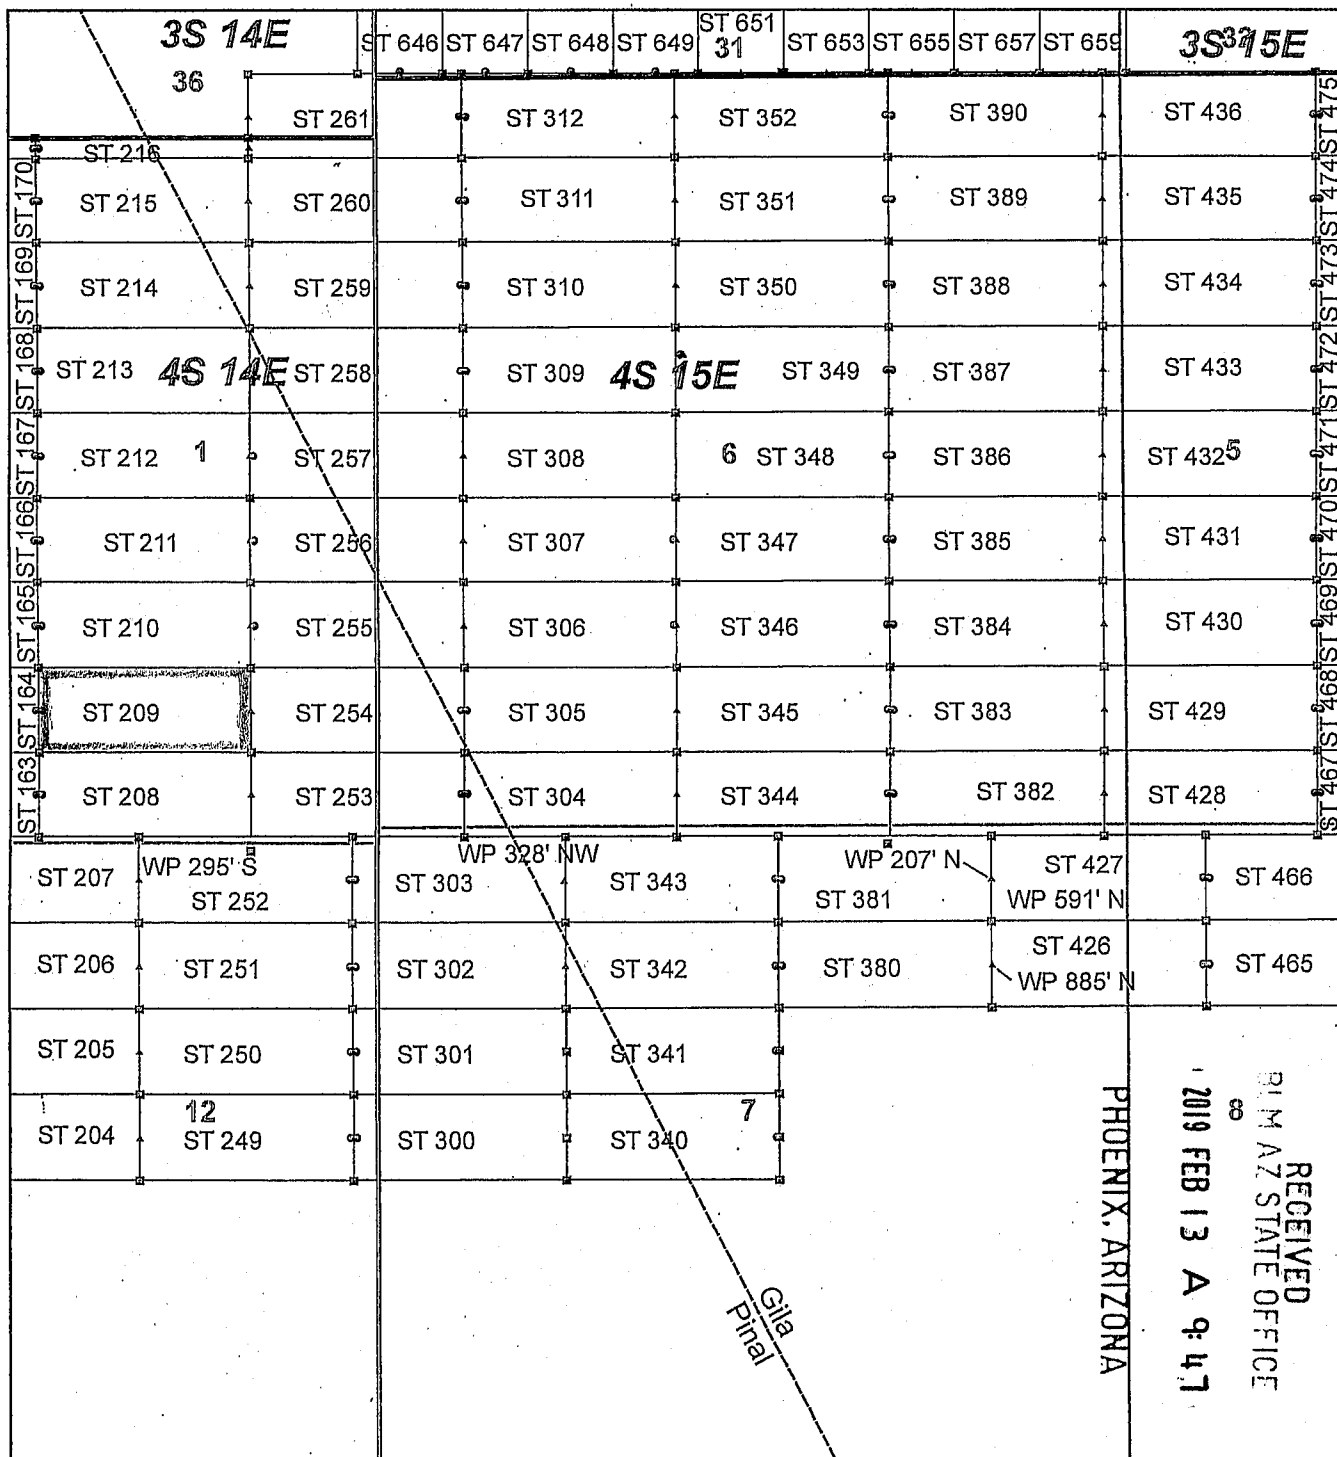 3S 14E
ST 646 ST 647 ST 648 ST 649 ST 651 ST 653 ST 655 ST 657 ST 659
31
3S 15E
32
36
ST 261 ST 312 ST 352 ST 390 ST 436 ST 475
ST 216
ST 170 ST 215 ST 260 ST 311 ST 351 ST 389 ST 435 ST 474
ST 169 ST 214 ST 259 ST 310 ST 350 ST 388 ST 434 ST 473
ST 168 ST 213 4S 14E ST 258 ST 309 4S 15E ST 349 ST 387 ST 433 ST 472
ST 167 ST 212 1 ST 257 ST 308 6 ST 348 ST 386 ST 432 5 ST 471
ST 166 ST 211 ST 256 ST 307 ST 347 ST 385 ST 431 ST 470
ST 165 ST 210 ST 255 ST 306 ST 346 ST 384 ST 430 ST 469
ST 164 ST 209 ST 254 ST 305 ST 345 ST 383 ST 429 ST 468
ST 163 ST 208 ST 253 ST 304 ST 344 ST 382 ST 428 ST 467
WP 295' S WP 328' NW WP 207' N ST 427
ST 207 ST 252 ST 303 ST 343 ST 381 WP 591' N ST 466
ST 426
ST 206 ST 251 ST 302 ST 342 ST 380 WP 885' N ST 465
ST 205 ST 250 ST 301 ST 341
12 7 8
ST 204 ST 249 ST 300 ST 340
Gila
Pinal
RECEIVED
BLM AZ STATE OFFICE
2019 FEB 13 A 9:47
PHOENIX, ARIZONA